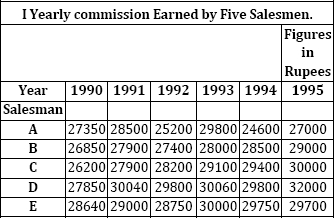 I Yearly commission Earned by Five Salesmen.
Figures in Rupees
Year 1990 1991 1992 1993 1994 1995
Salesman
A 27350 28500 25200 29800 24600 27000
B 26850 27900 27400 28000 28500 29000
C 26200 27900 28200 29100 29400 30000
D 27850 30040 29800 30060 29800 32000
E 28640 29000 28750 30000 29750 29700